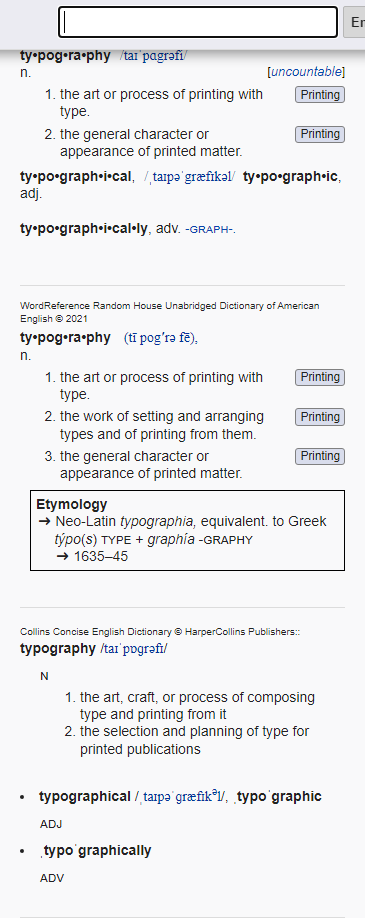 En
ty•pog•ra•phy /taɪˈpɑgrəfi/
n. [uncountable]
1. the art or process of printing with Printing
type.
2. the general character or Printing
appearance of printed matter.
ty•po•graph•i•cal, /ˌtaɪpəˈgræfɪkəl/ ty•po•graph•ic,
adj.
ty•po•graph•i•cal•ly, adv. -GRAPH-.
WordReference Random House Unabridged Dictionary of American
English © 2021
ty•pog•ra•phy (tī pog′rə fē),
n.
1. the art or process of printing with Printing
type.
2. the work of setting and arranging Printing
types and of printing from them.
3. the general character or Printing
appearance of printed matter.
Etymology
➔ Neo-Latin typographia, equivalent. to Greek
týpo(s) TYPE + graphía -GRAPHY
➔ 1635–45
Collins Concise English Dictionary © HarperCollins Publishers::
typography /taɪˈpɒgrəfɪ/
N
1. the art, craft, or process of composing
type and printing from it
2. the selection and planning of type for
printed publications
• typographical /ˌtaɪpəˈgræfɪkᵊl/, ˌtypoˈgraphic
ADJ
• ˌtypoˈgraphically
ADV